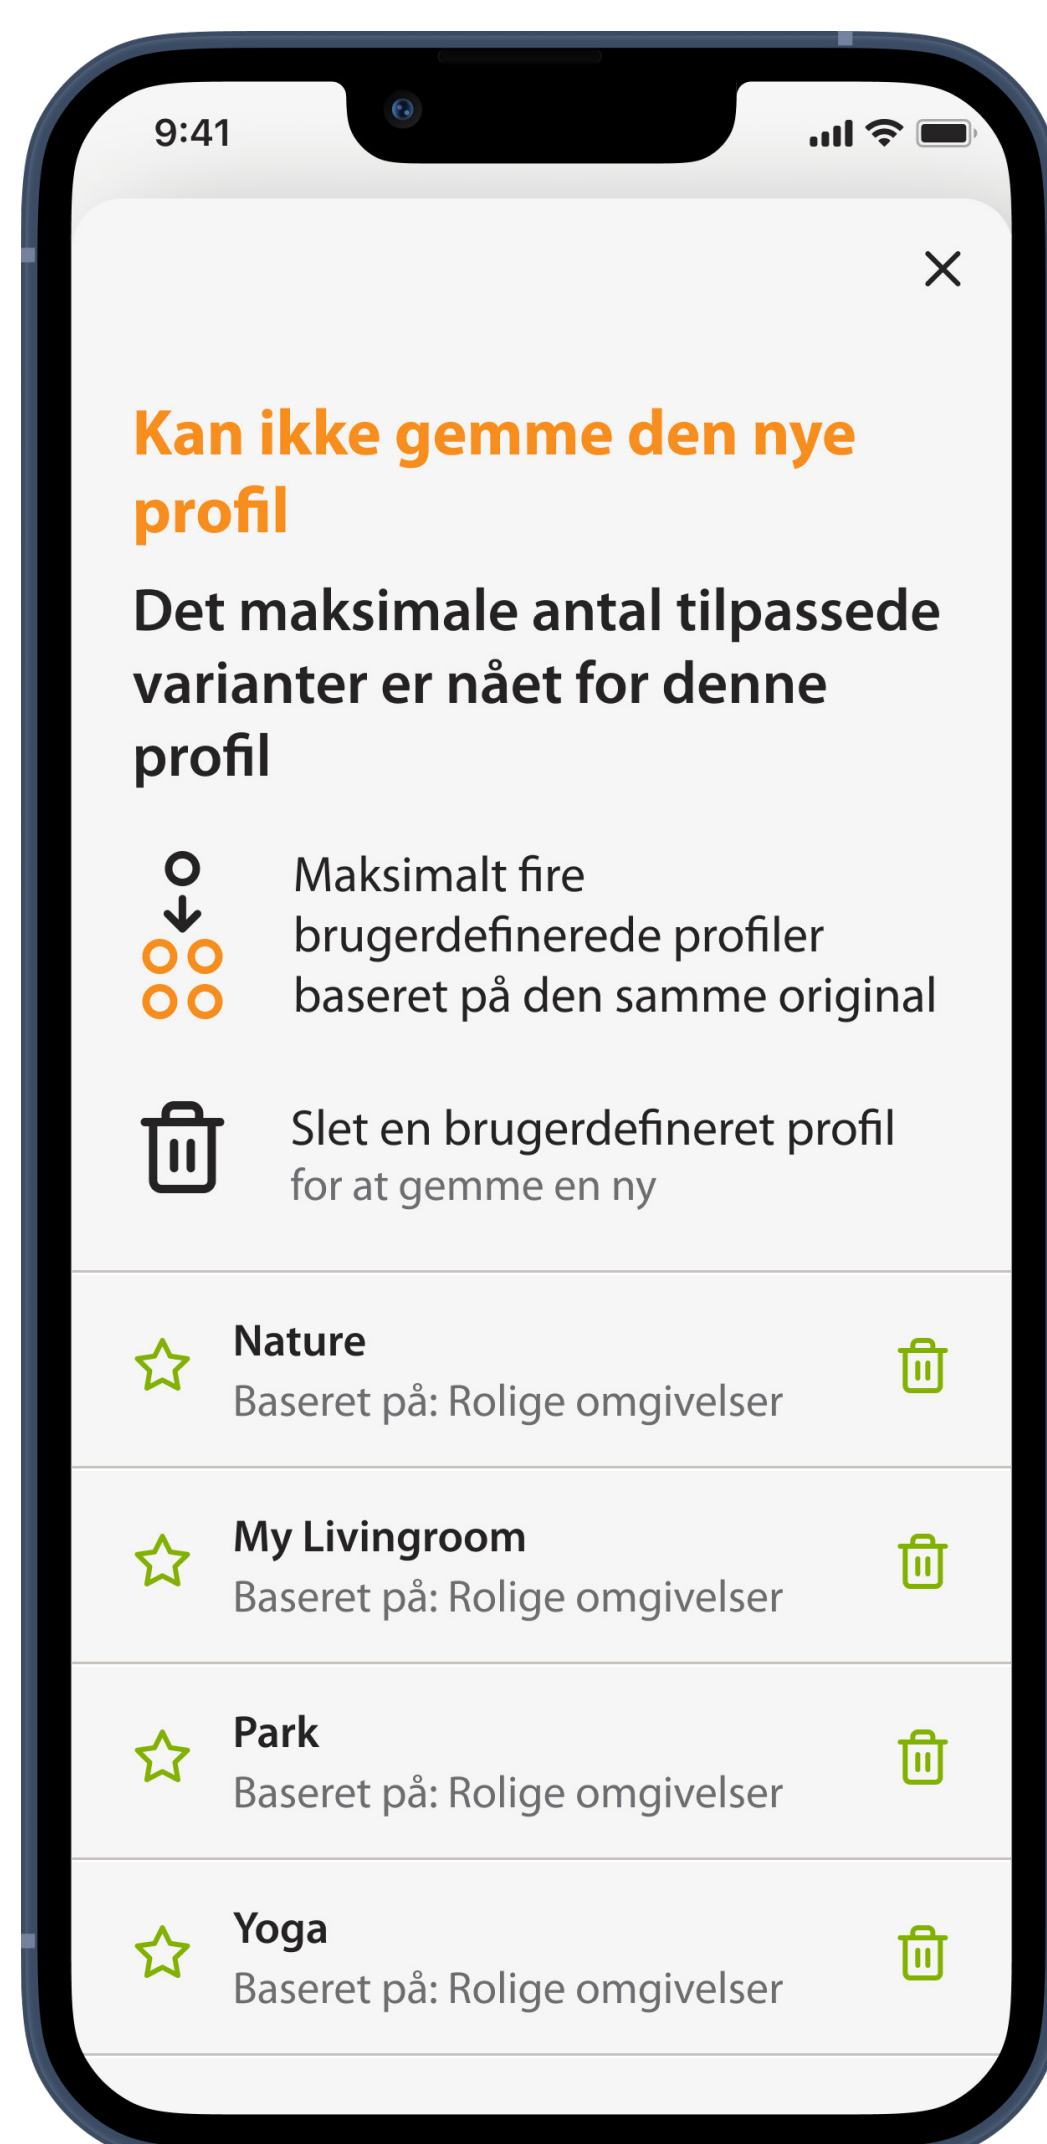 9:41
Kan ikke gemme den nye
profil
Det maksimale antal tilpassede
varianter er nået for denne
profil
Maksimalt fire
brugerdefinerede profiler
baseret på den samme original
Slet en brugerdefineret profil
for at gemme en ny
Nature
Baseret på: Rolige omgivelser
My Livingroom
Baseret på: Rolige omgivelser
Park
Baseret på: Rolige omgivelser
Yoga
Baseret på: Rolige omgivelser